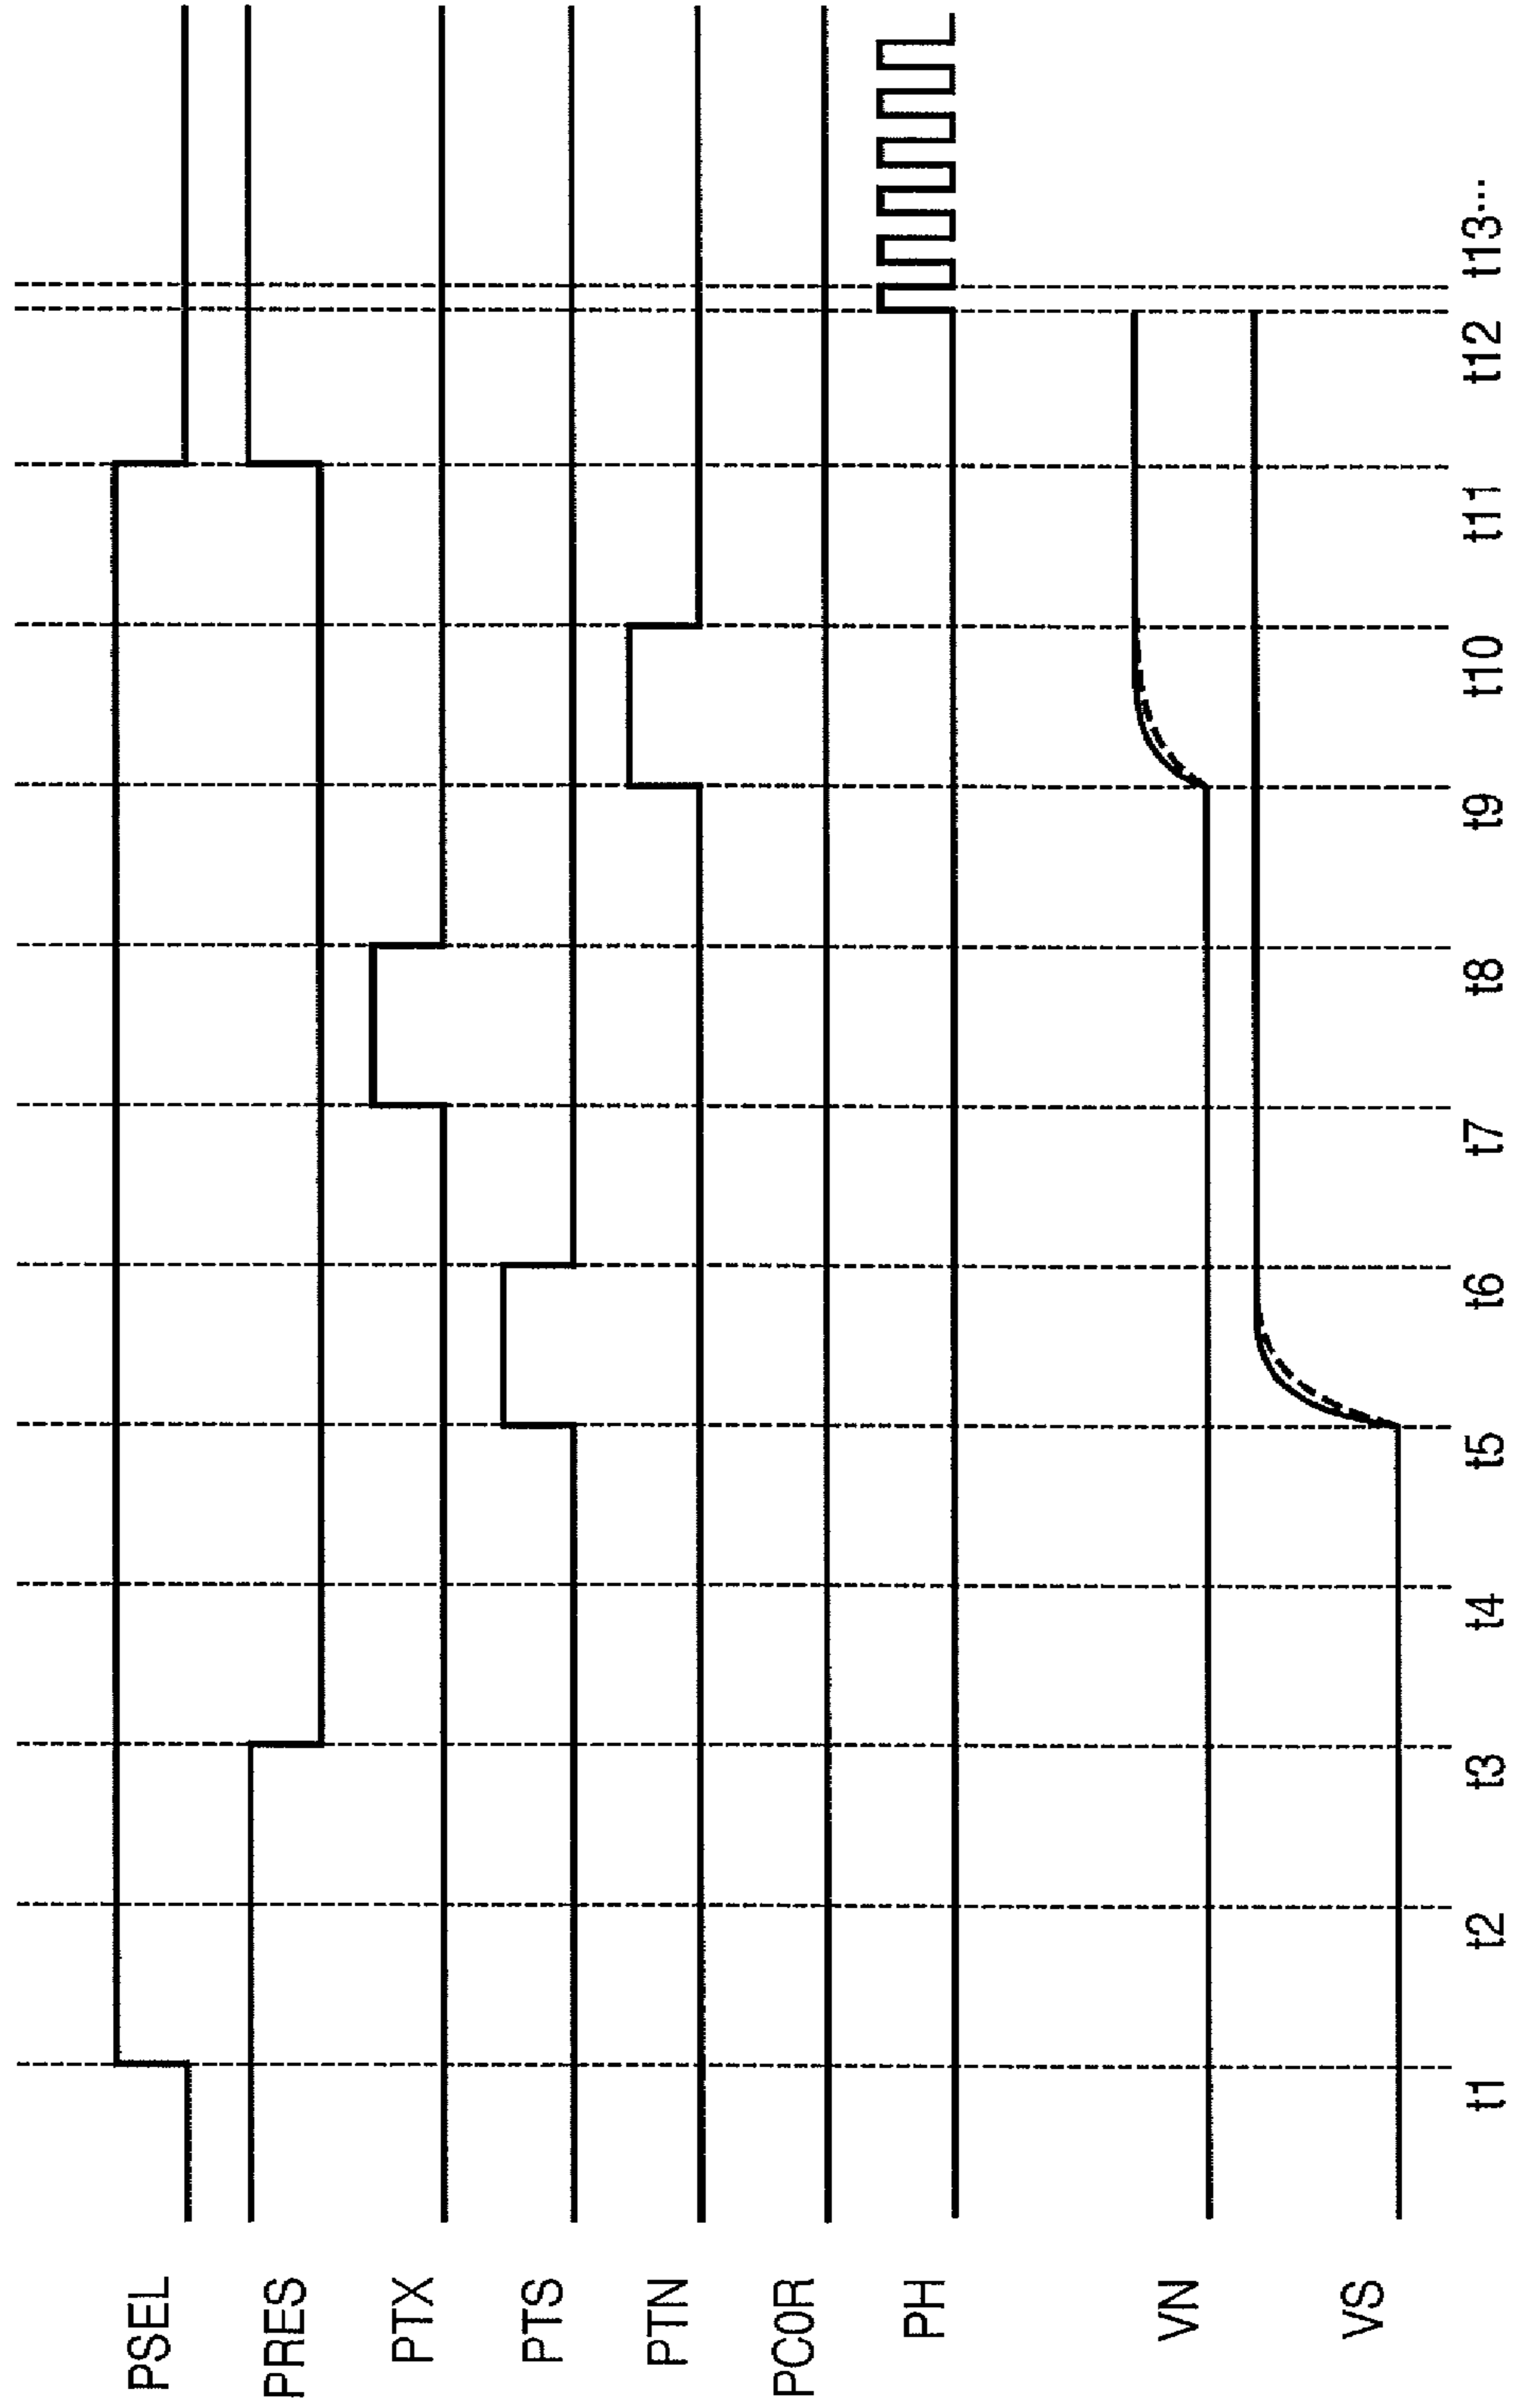 PSEL
PRES
PTX
PTS
PTN
PCOR
PH
VN
VS
t1 t2 t3 t4 t5 t6 t7 t8 t9 t10 t11 t12 t13...